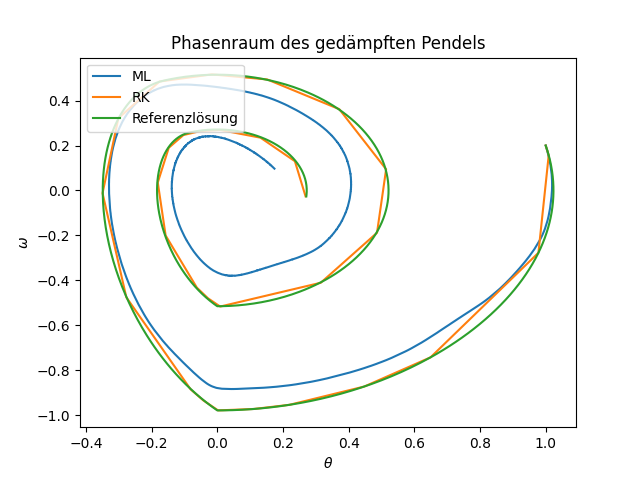 Phasenraum des gedämpften Pendels
ML
RK
Referenzlösung
0.4
0.2
0.0
−0.2
−0.4
−0.6
−0.8
−1.0
ω
−0.4 −0.2 0.0 0.2 0.4 0.6 0.8 1.0
θ